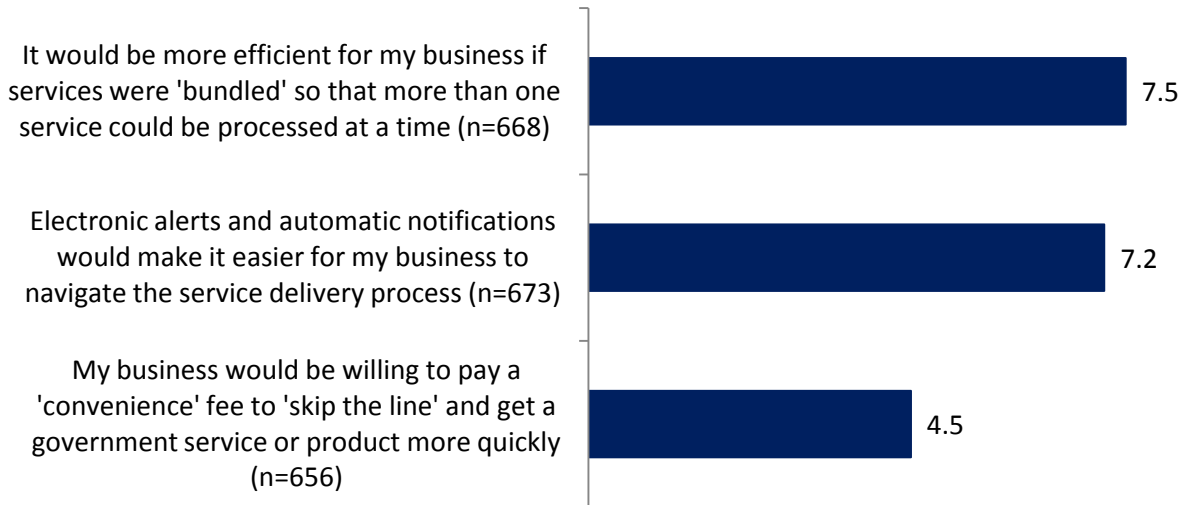 It would be more efficient for my business if
services were 'bundled' so that more than one
service could be processed at a time (n=668)
7.5
Electronic alerts and automatic notifications
would make it easier for my business to
navigate the service delivery process (n=673)
7.2
My business would be willing to pay a
'convenience' fee to 'skip the line' and get a
government service or product more quickly
(n=656)
4.5